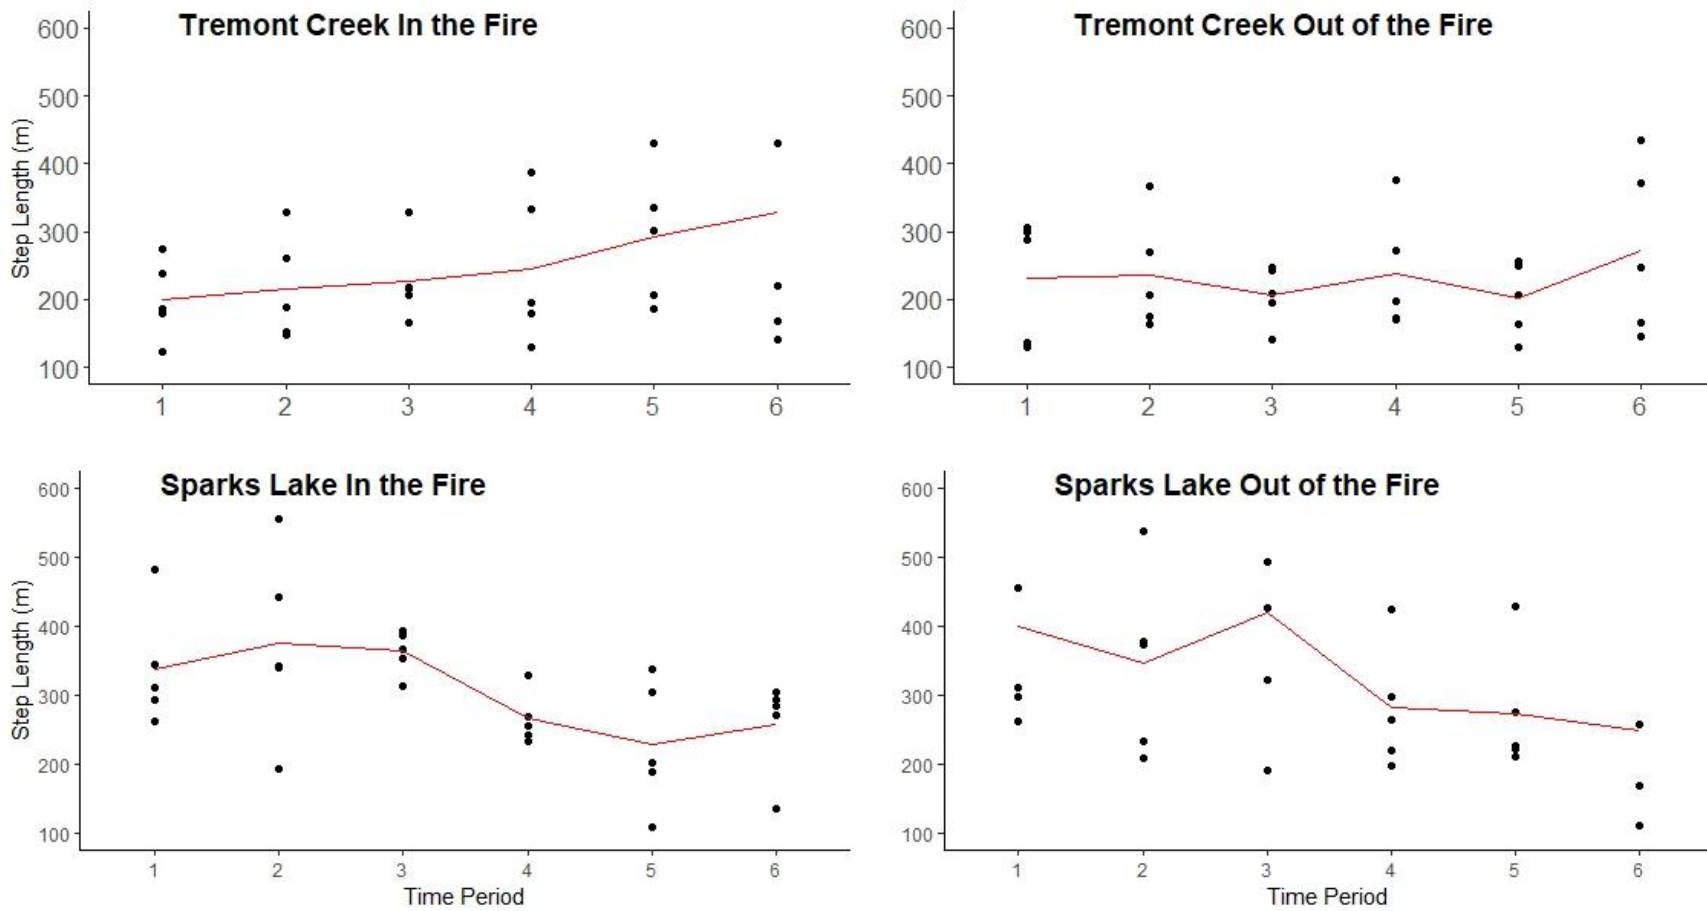 Tremont Creek In the Fire
600
500
400
300
200
100
Step Length (m)
1 2 3 4 5 6
Tremont Creek Out of the Fire
600
500
400
300
200
100
1 2 3 4 5 6
Sparks Lake In the Fire
600
500
400
300
200
100
Step Length (m)
1 2 3 4 5 6
Time Period
Sparks Lake Out of the Fire
600
500
400
300
200
100
1 2 3 4 5 6
Time Period